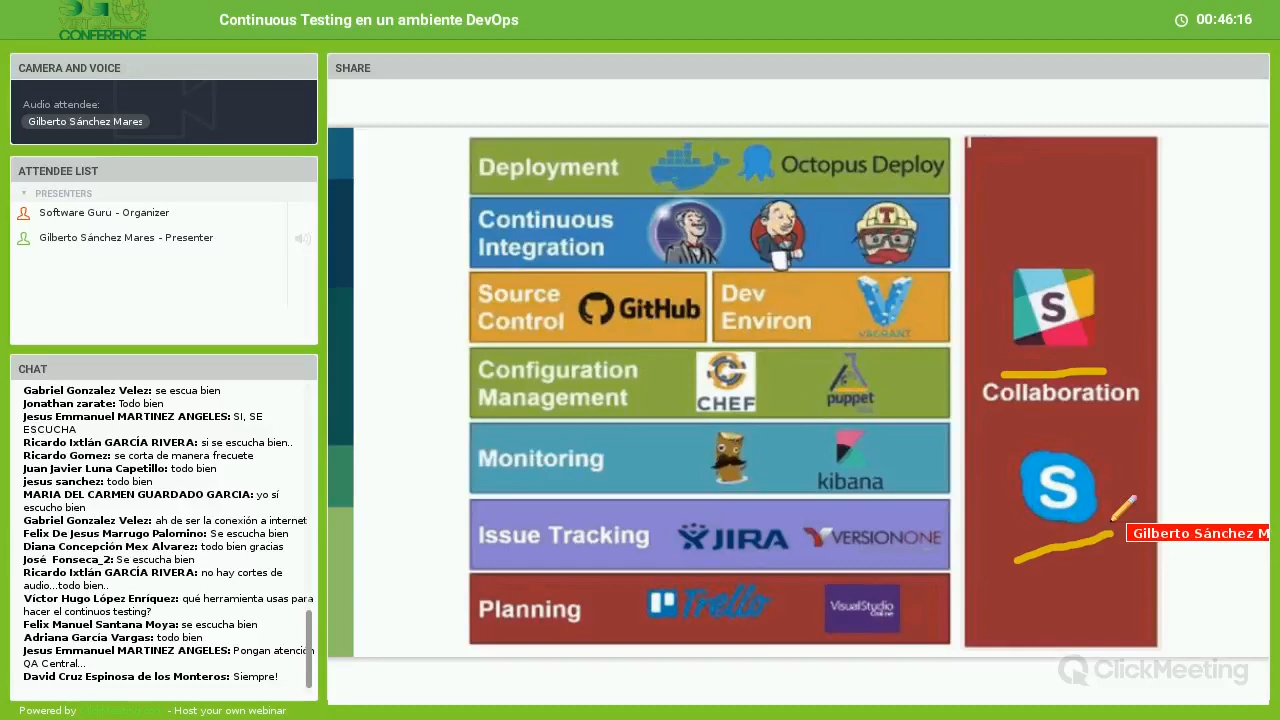 SG VIRTUAL CONFERENCE
Continuous Testing en un ambiente DevOps
00:46:16
CAMERA AND VOICE
Audio attendee:
Gilberto Sánchez Mares
ATTENDEE LIST
PRESENTERS
Software Guru - Organizer
Gilberto Sánchez Mares - Presenter
CHAT
Gabriel Gonzalez Velez: se escua bien
Jonathan zarate: Todo bien
Jesus Emmanuel MARTINEZ ANGELES: SI, SE
ESCUCHA
Ricardo Ixtlán GARCÍA RIVERA: si se escucha bien..
Ricardo Gomez: se corta de manera frecuete
Juan Javier Luna Capetillo: todo bien
jesus sanchez: todo bien
MARIA DEL CARMEN GUARDADO GARCIA: yo sí
escucho bien
Gabriel Gonzalez Velez: ah de ser la conexión a internet
Felix De Jesus Marrugo Palomino: Se escucha bien
Diana Concepción Mex Alvarez: todo bien gracias
José Fonseca_2: Se escucha bien
Ricardo Ixtlán GARCÍA RIVERA: no hay cortes de
audio...todo bien..
Víctor Hugo López Enríquez: qué herramienta usas para
hacer el continuos testing?
Felix Manuel Santana Moya: se escucha bien
Adriana García Vargas: todo bien
Jesus Emmanuel MARTINEZ ANGELES: Pongan atención
QA Central...
David Cruz Espinosa de los Monteros: Siempre!
Powered by
- Host your own webinar
SHARE
Deployment
Octopus Deploy
Continuous
Integration
T
Source
Control
GitHub
Dev
Environ
VAGRANT
Configuration
Management
CHEF
puppet
Monitoring
kibana
Issue Tracking
JIRA
VERSIONONE
Planning
Trello
VisualStudio
Online
S
Collaboration
S
Gilberto Sánchez M
ClickMeeting